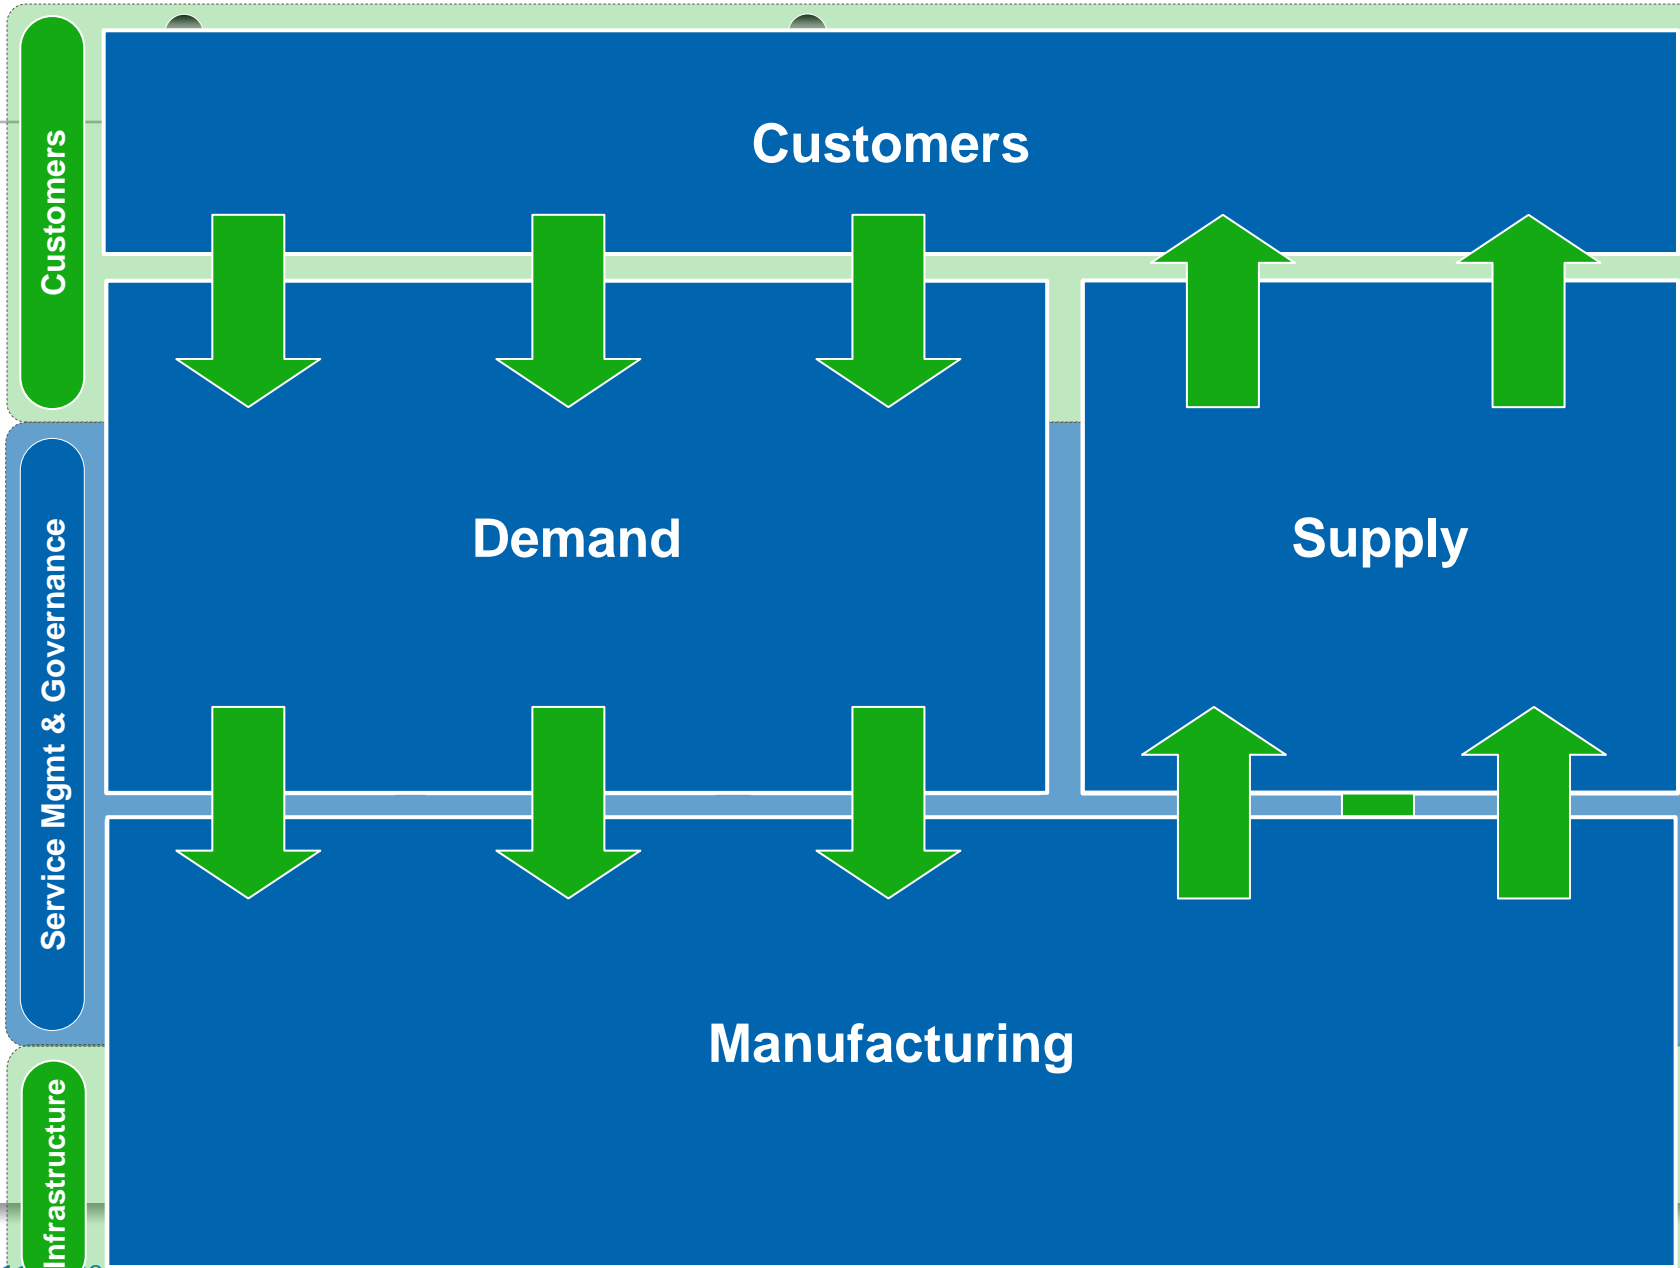 Customers
Customers
Demand
Supply
Service Mgmt & Governance
Manufacturing
Infrastructure